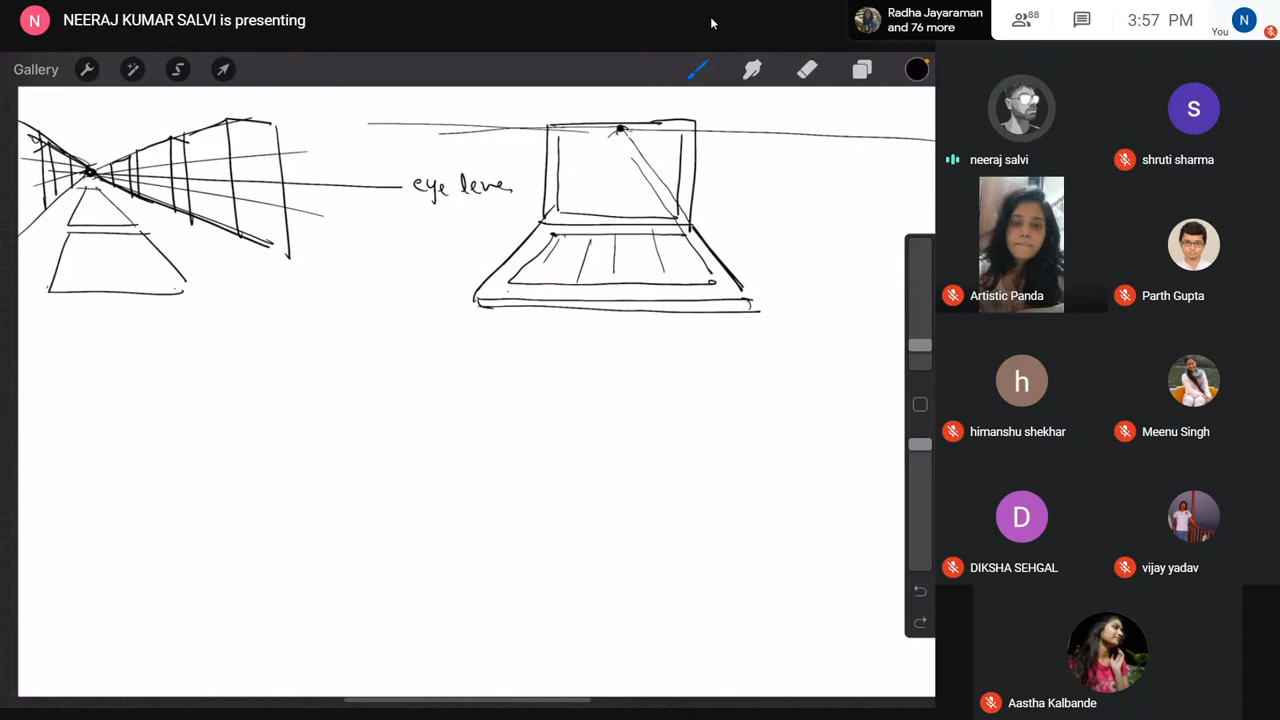 N NEERAJ KUMAR SALVI is presenting
Radha Jayaraman
and 76 more
88
3:57 PM
N
You
Gallery
eye level
neeraj salvi
S
shruti sharma
Artistic Panda
Parth Gupta
h
himanshu shekhar
Meenu Singh
D
DIKSHA SEHGAL
vijay yadav
Aastha Kalbande